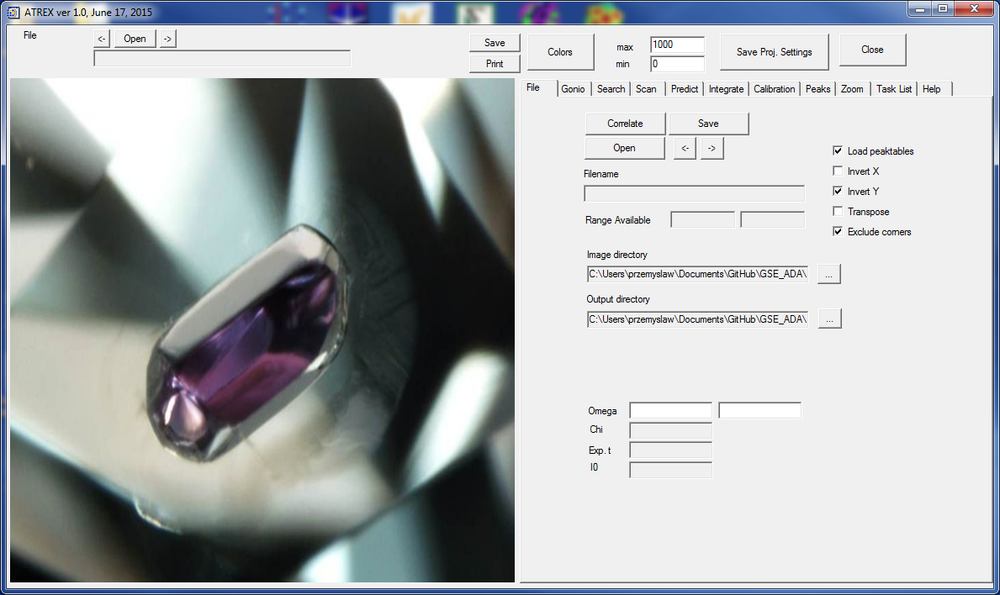 ATREX ver 1.0, June 17, 2015
File
<-
Open
->
Save
Print
Colors
max
1000
min
0
Save Proj. Settings
Close
File Gonio Search Scan Predict Integrate Calibration Peaks Zoom Task List Help
Correlate
Save
Open
<-
->
Load peaktables
Invert X
Invert Y
Transpose
Exclude corners
Filename
Range Available
Image directory
C:\Users\przemyslaw\Documents\GitHub\GSE_ADA\
...
Output directory
C:\Users\przemyslaw\Documents\GitHub\GSE_ADA\
...
Omega
Chi
Exp. t
I0